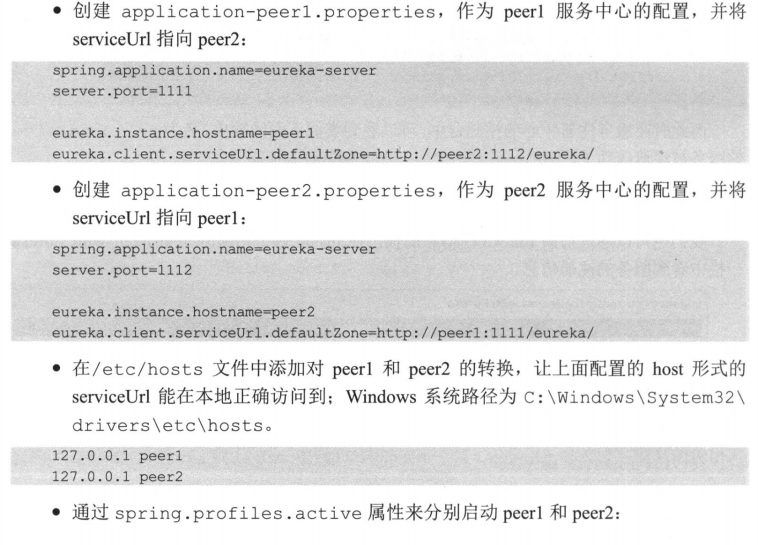 ● 创建 application-peer1.properties，作为 peer1 服务中心的配置，并将
serviceUrl 指向 peer2：
spring.application.name=eureka-server
server.port=1111
eureka.instance.hostname=peer1
eureka.client.serviceUrl.defaultZone=http://peer2:1112/eureka/
● 创建 application-peer2.properties，作为 peer2 服务中心的配置，并将
serviceUrl 指向 peer1：
spring.application.name=eureka-server
server.port=1112
eureka.instance.hostname=peer2
eureka.client.serviceUrl.defaultZone=http://peer1:1111/eureka/
● 在/etc/hosts 文件中添加对 peer1 和 peer2 的转换，让上面配置的 host 形式的
serviceUrl 能在本地正确访问到；Windows 系统路径为 C:\Windows\System32\
drivers\etc\hosts。
127.0.0.1 peer1
127.0.0.1 peer2
● 通过 spring.profiles.active 属性来分别启动 peer1 和 peer2：